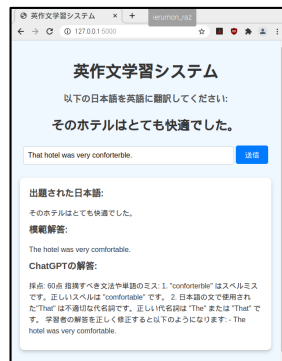 英作文学習システム
ierumon_raz
127.0.0.1:5000
英作文学習システム
以下の日本語を英語に翻訳してください:
そのホテルはとても快適でした。
That hotel was very conforterble.
送信
出題された日本語:
そのホテルはとても快適でした。
模範解答:
The hotel was very comfortable.
ChatGPTの解答:
採点: 60点 指摘すべき文法や単語のミス: 1. "conforterble" はスペルミス
です。正しいスペルは "comfortable" です。 2. 日本語の文で使用され
た"That" は不適切な代名詞です。正しい代名詞は "The" または "That" で
す。 学習者の解答を正しく修正すると以下のようになります: - The
hotel was very comfortable.